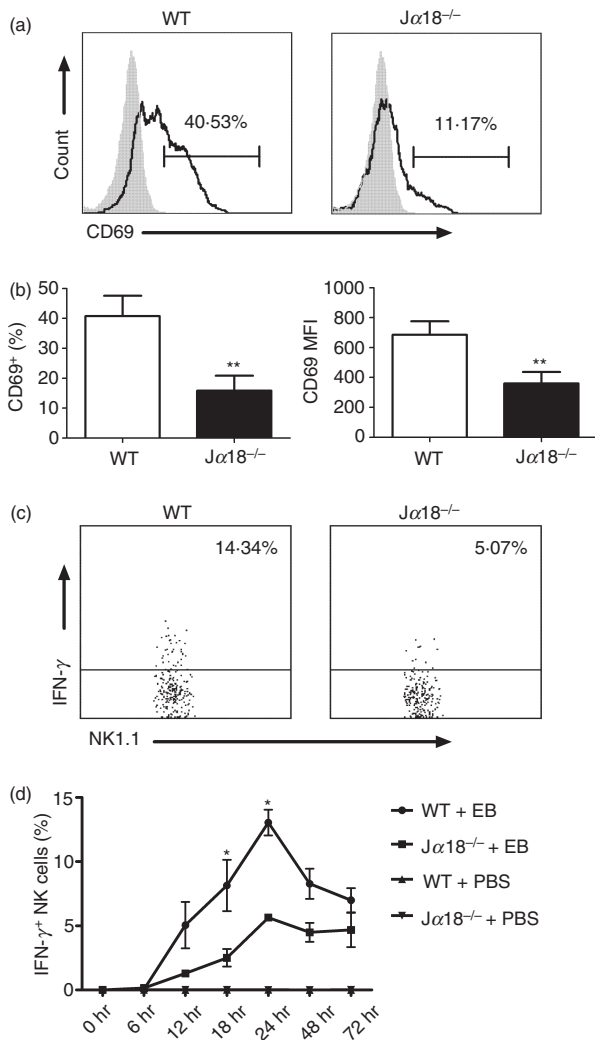 (a)
WT
Jα18–/–
Count
40·53%
11·17%
CD69
(b)
CD69+ (%)
50
40
30
20
10
0
**
WT
Jα18–/–
CD69 MFI
1000
800
600
400
200
0
**
WT
Jα18–/–
(c)
WT
Jα18–/–
IFN-γ
14·34%
5·07%
NK1.1
(d)
IFN-γ+ NK cells (%)
15
10
5
0
*
*
0 hr
6 hr
12 hr
18 hr
24 hr
48 hr
72 hr
WT + EB
Jα18–/– + EB
WT + PBS
Jα18–/– + PBS